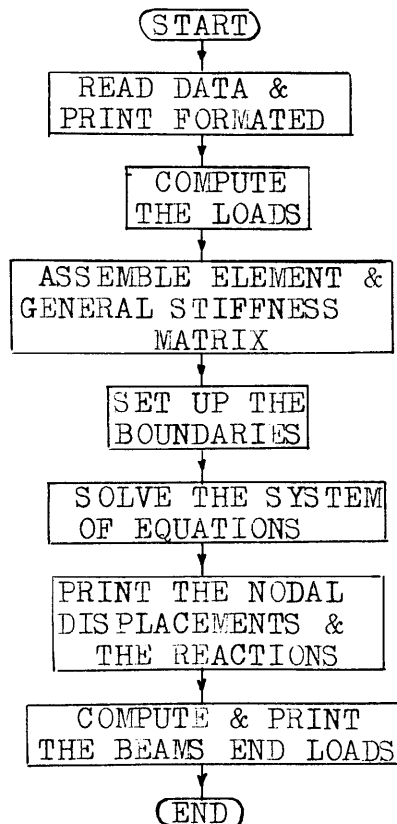 START
READ DATA &
PRINT FORMATED
COMPUTE
THE LOADS
ASSEMBLE ELEMENT &
GENERAL STIFFNESS
MATRIX
SET UP THE
BOUNDARIES
SOLVE THE SYSTEM
OF EQUATIONS
PRINT THE NODAL
DISPLACEMENTS &
THE REACTIONS
COMPUTE & PRINT
THE BEAMS END LOADS
END